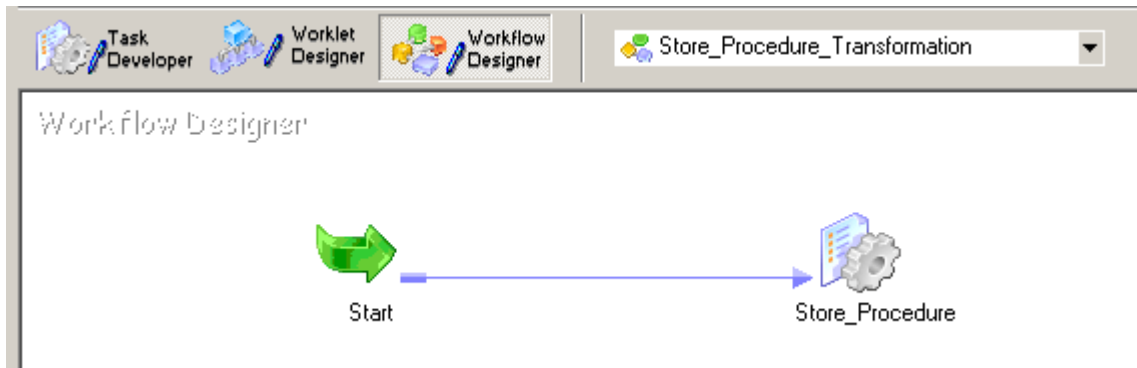 Task
Developer
Worklet
Designer
Workflow
Designer
Store_Procedure_Transformation
Workflow Designer
Start
Store_Procedure